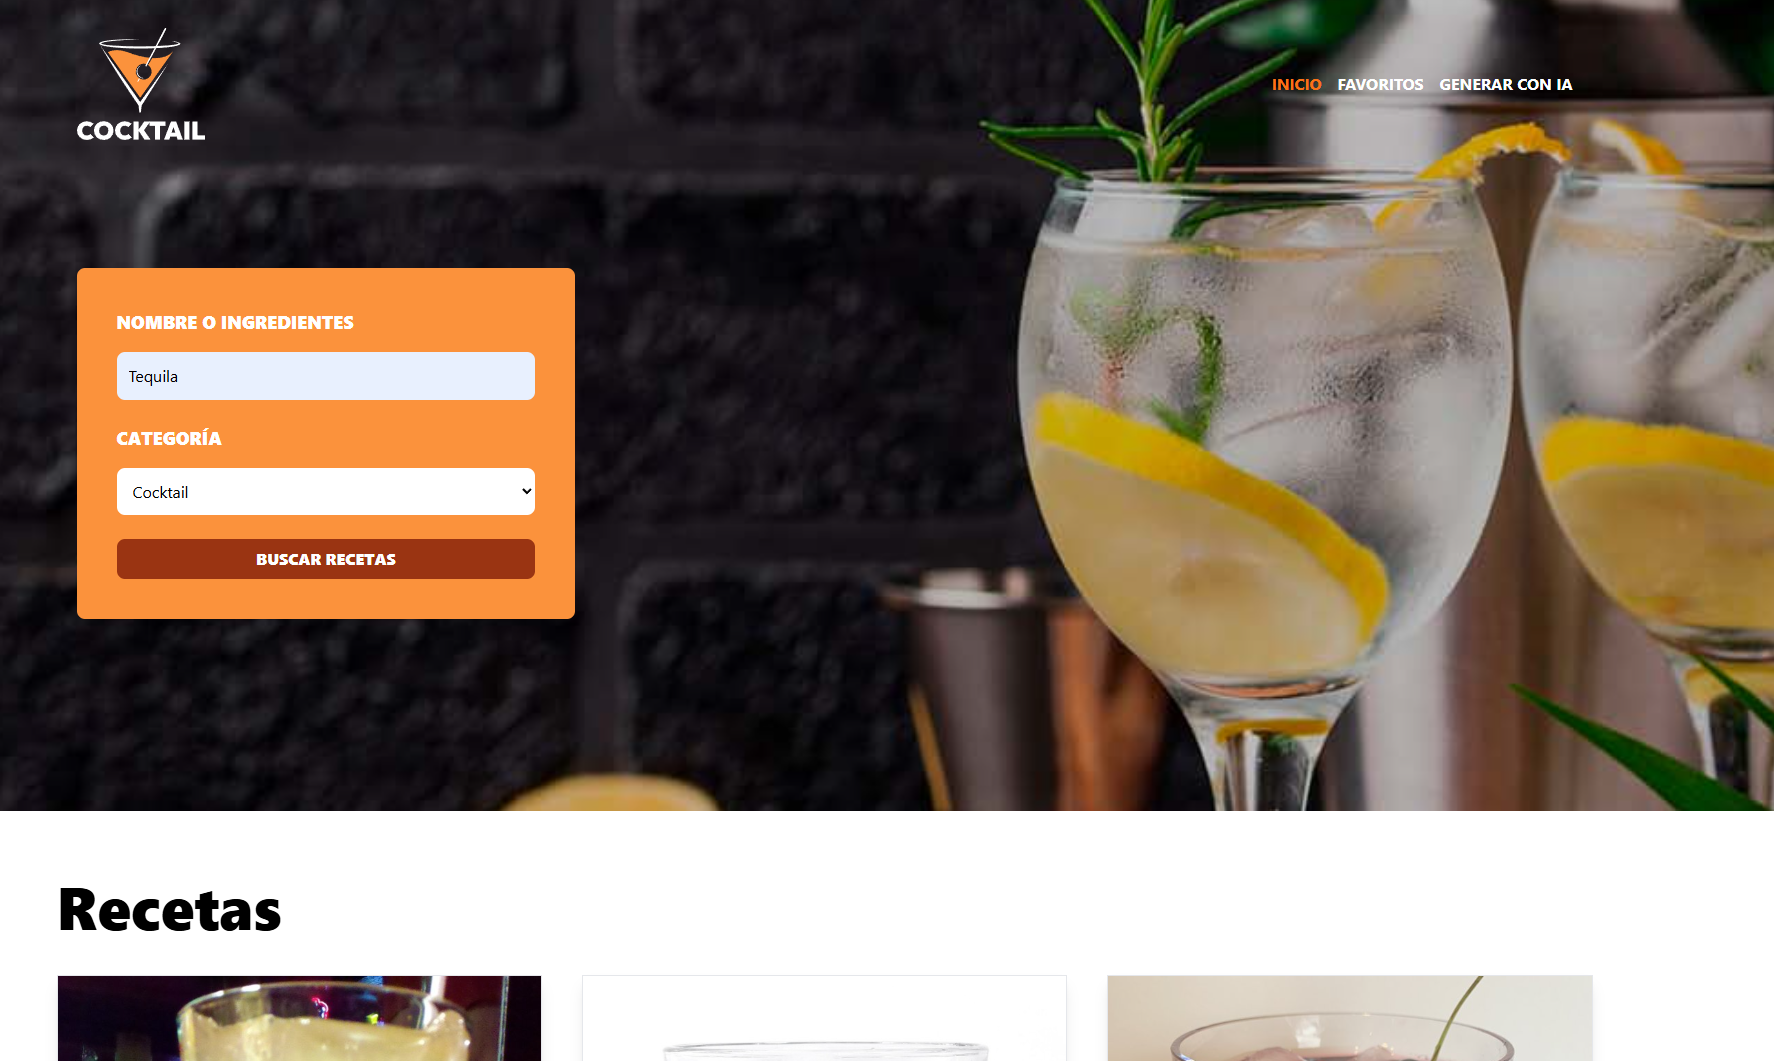 COCKTAIL
INICIO FAVORITOS GENERAR CON IA
NOMBRE O INGREDIENTES
Tequila
CATEGORÍA
Cocktail
BUSCAR RECETAS
Recetas